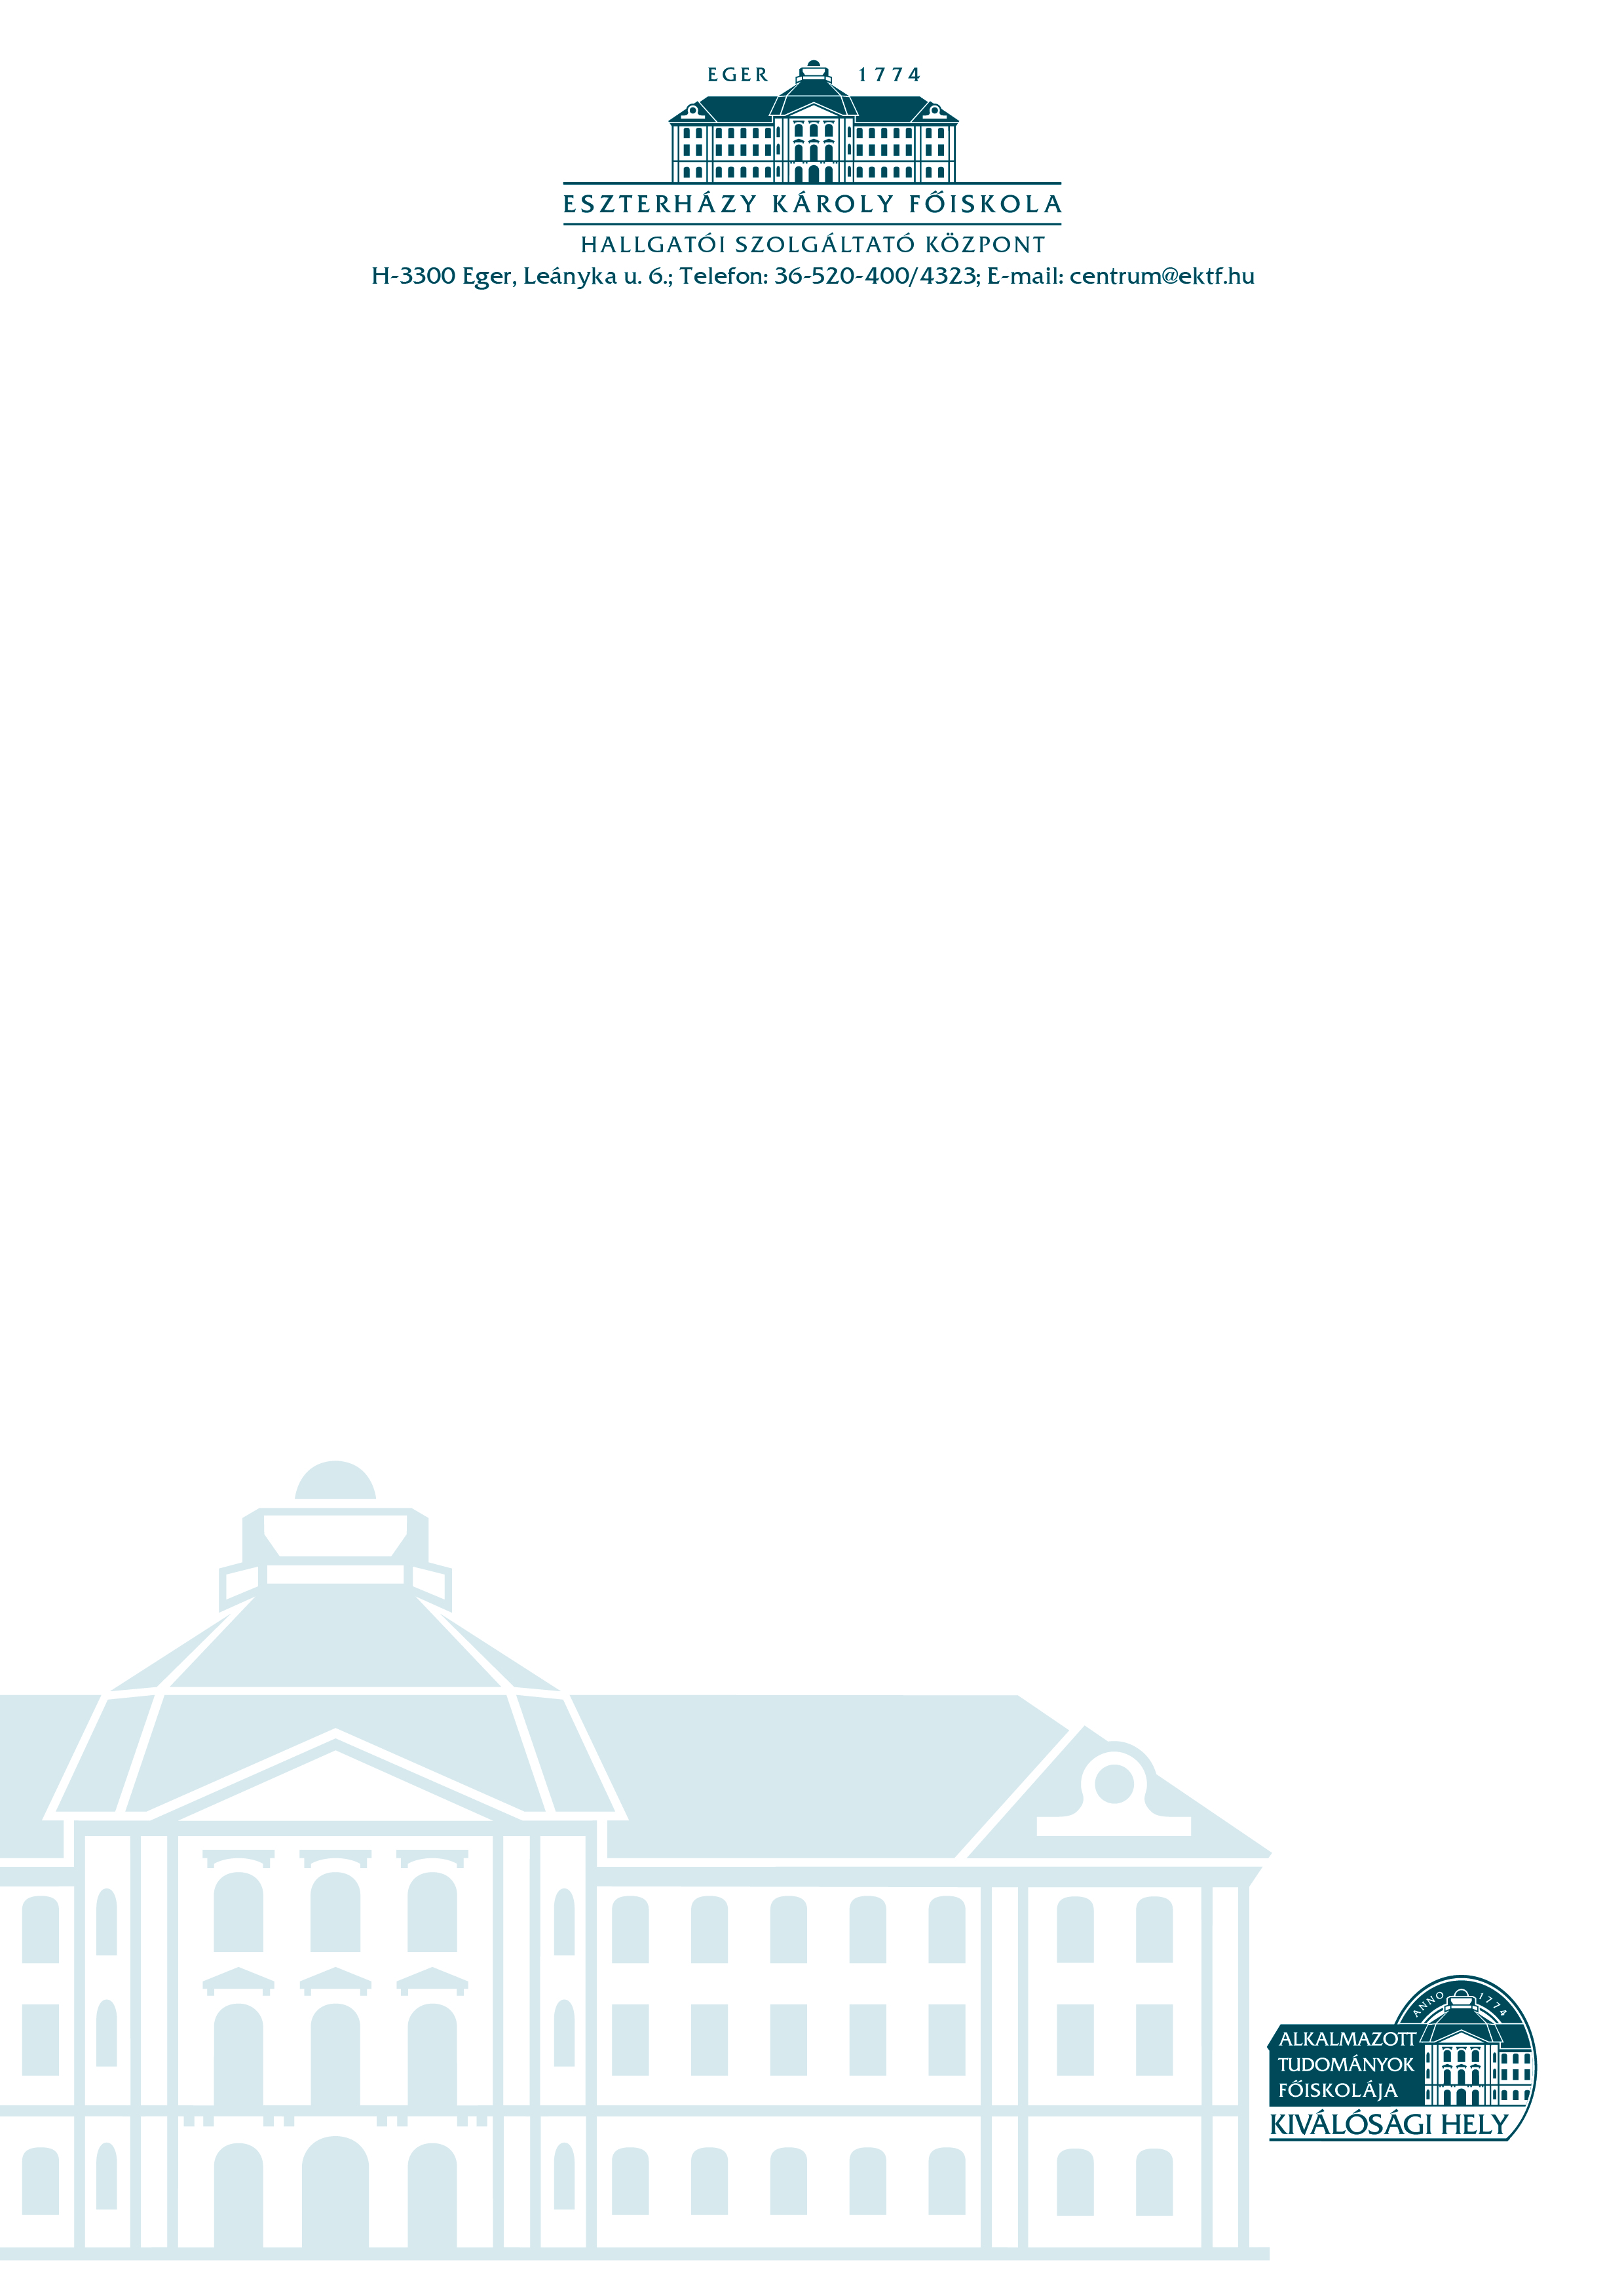 EGER 1774
ESZTERHÁZY KÁROLY FŐISKOLA
HALLGATÓI SZOLGÁLTATÓ KÖZPONT
H-3300 Eger, Leányka u. 6.; Telefon: 36-520-400/4323; E-mail: centrum@ektf.hu
ANNO 1774
ALKALMAZOTT
TUDOMÁNYOK
FŐISKOLÁJA
KIVÁLÓSÁGI HELY